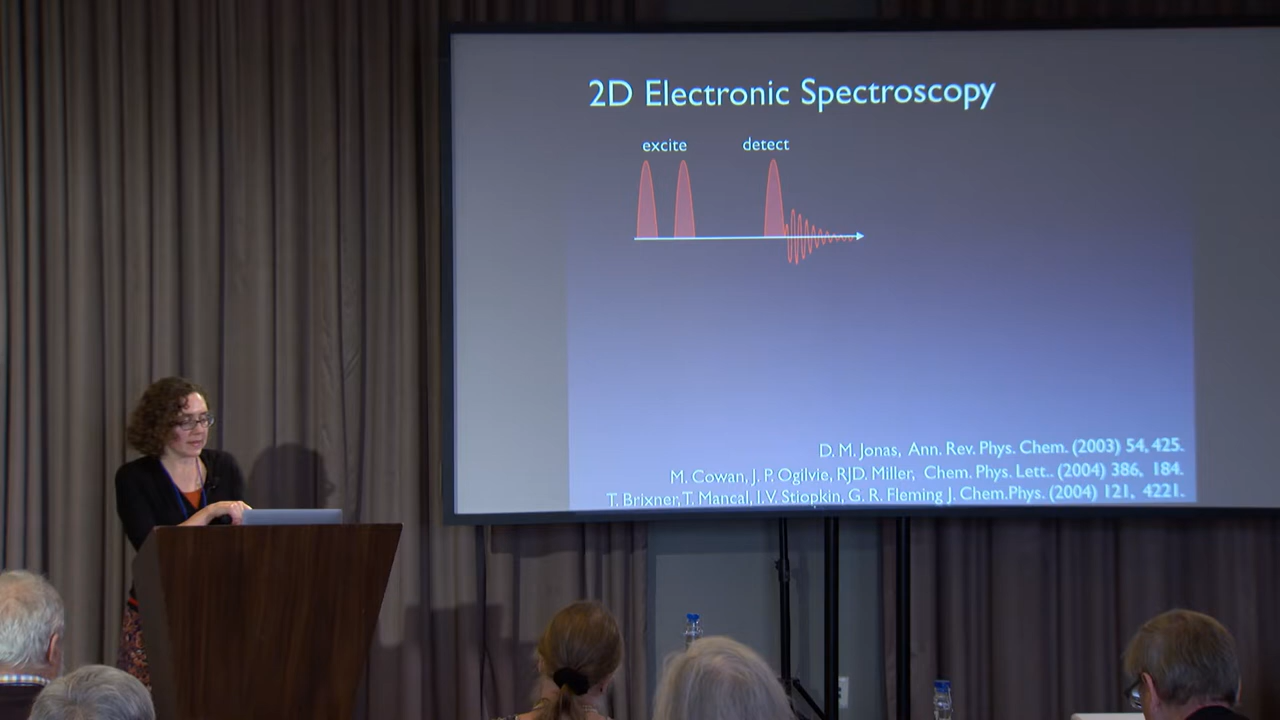 2D Electronic Spectroscopy
excite detect
D. M. Jonas, Ann. Rev. Phys. Chem. (2003) 54, 425.
M. Cowan, J. P. Ogilvie, RJD. Miller, Chem. Phys. Lett.. (2004) 386, 184.
T. Brixner, T. Mancal, I.V. Stiopkin, G. R. Fleming J. Chem.Phys. (2004) 121, 4221.